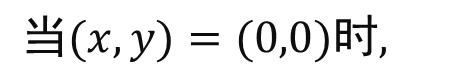 当(x, y) = (0,0)时,